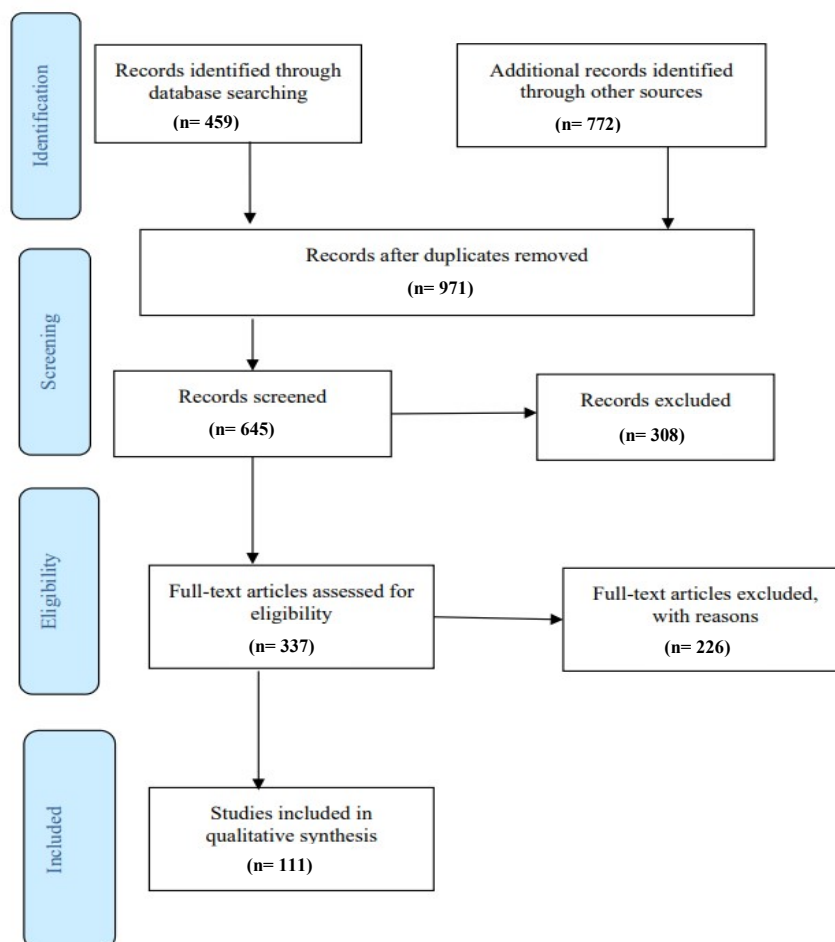 Identification
Records identified through
database searching
(n= 459)
Additional records identified
through other sources
(n= 772)
Records after duplicates removed
(n= 971)
Screening
Records screened
(n= 645)
Records excluded
(n= 308)
Eligibility
Full-text articles assessed for
eligibility
(n= 337)
Full-text articles excluded,
with reasons
(n= 226)
Included
Studies included in
qualitative synthesis
(n= 111)